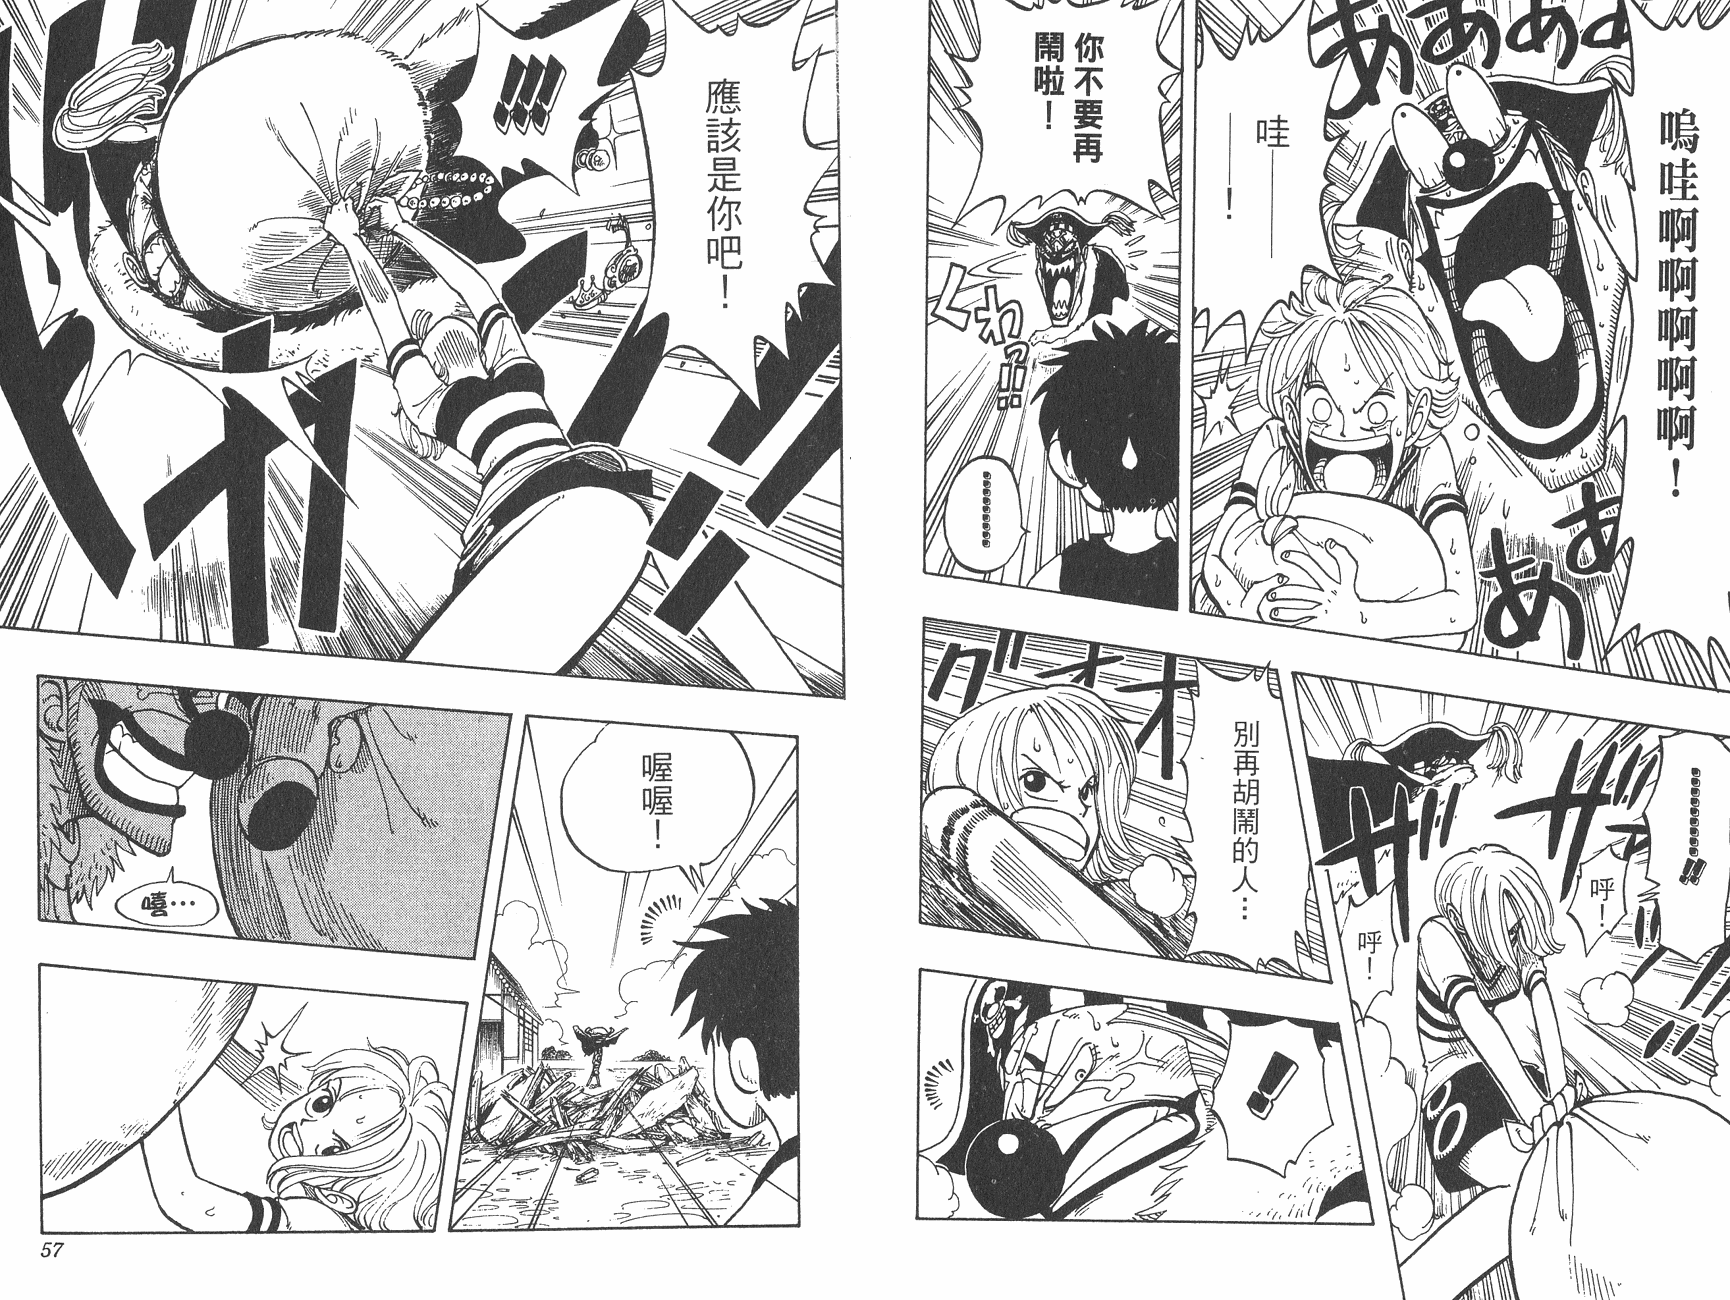 嗚哇啊啊啊啊啊！
あああああ
あ
あ
哇——！
你不要再
鬧啦！
くわっ!!!
………
………!!
呼！
呼！
ザザ
別再胡鬧的人…
グオオオ
!!
應該是你吧！
!!!
喔
喔！
嘻…
57